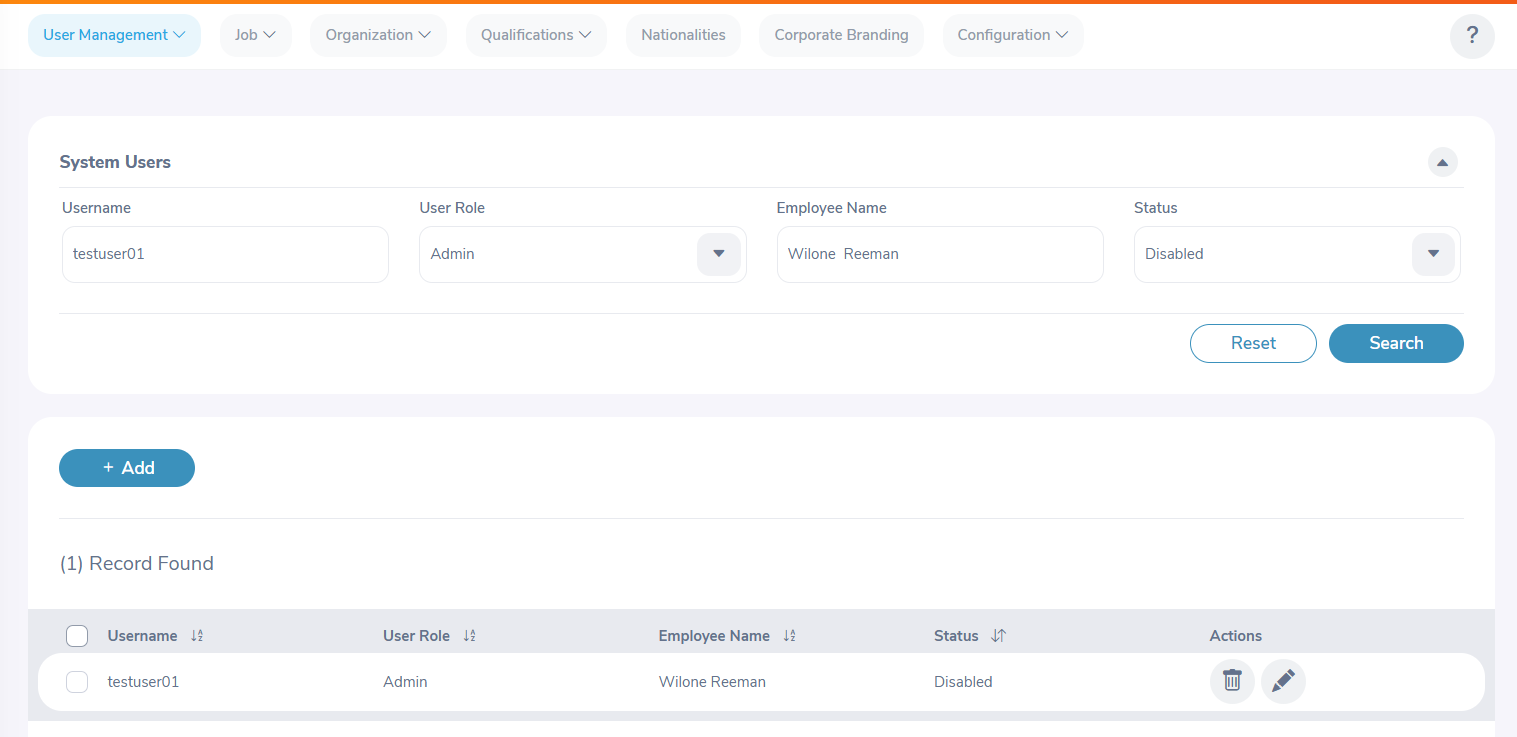 User Management Job Organization Qualifications Nationalities Corporate Branding Configuration ?
System Users
Username User Role Employee Name Status
testuser01 Admin Wilone  Reeman Disabled
Reset Search
+ Add
(1) Record Found
Username User Role Employee Name Status Actions
testuser01 Admin Wilone Reeman Disabled